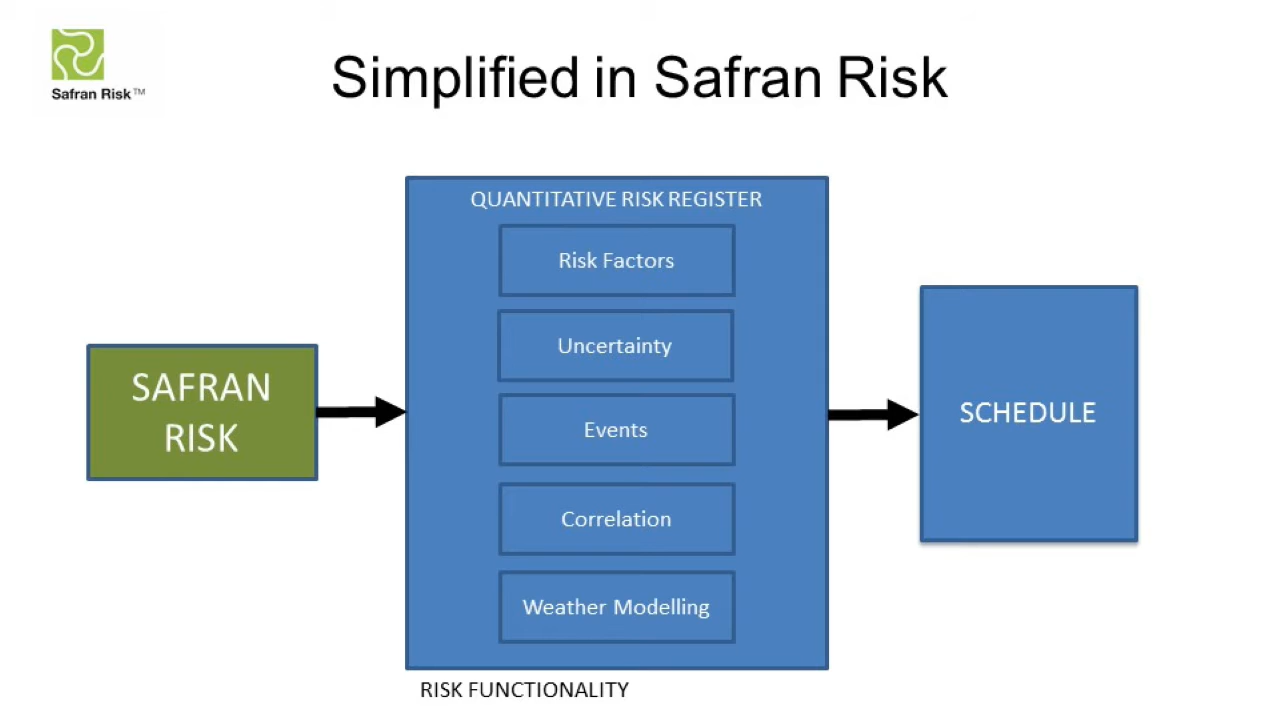 Safran Risk™
Simplified in Safran Risk
QUANTITATIVE RISK REGISTER
Risk Factors
Uncertainty
Events
Correlation
Weather Modelling
SAFRAN
RISK
SCHEDULE
RISK FUNCTIONALITY